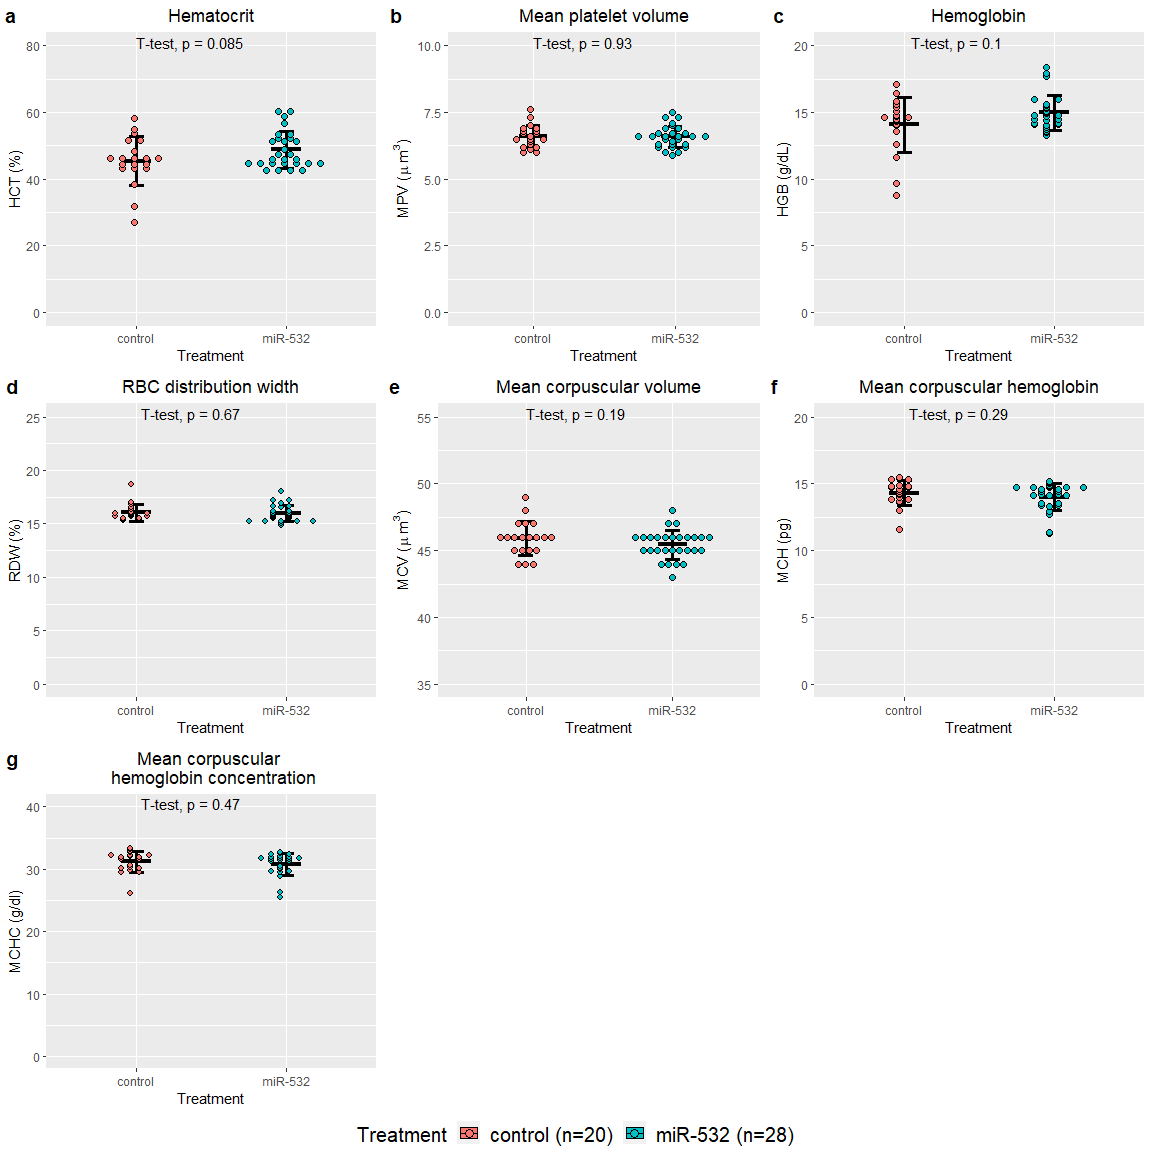 a
Hematocrit
T-test, p = 0.085
80
60
40
20
0
HCT (%)
control
miR-532
Treatment
b
Mean platelet volume
T-test, p = 0.93
10.0
7.5
5.0
2.5
0.0
MPV (μ m³)
control
miR-532
Treatment
c
Hemoglobin
T-test, p = 0.1
20
15
10
5
0
HGB (g/dL)
control
miR-532
Treatment
d
RBC distribution width
T-test, p = 0.67
25
20
15
10
5
0
RDW (%)
control
miR-532
Treatment
e
Mean corpuscular volume
T-test, p = 0.19
55
50
45
40
35
MCV (μ m³)
control
miR-532
Treatment
f
Mean corpuscular hemoglobin
T-test, p = 0.29
20
15
10
5
0
MCH (pg)
control
miR-532
Treatment
g
Mean corpuscular
hemoglobin concentration
T-test, p = 0.47
40
30
20
10
0
MCHC (g/dl)
control
miR-532
Treatment
Treatment control (n=20) miR-532 (n=28)